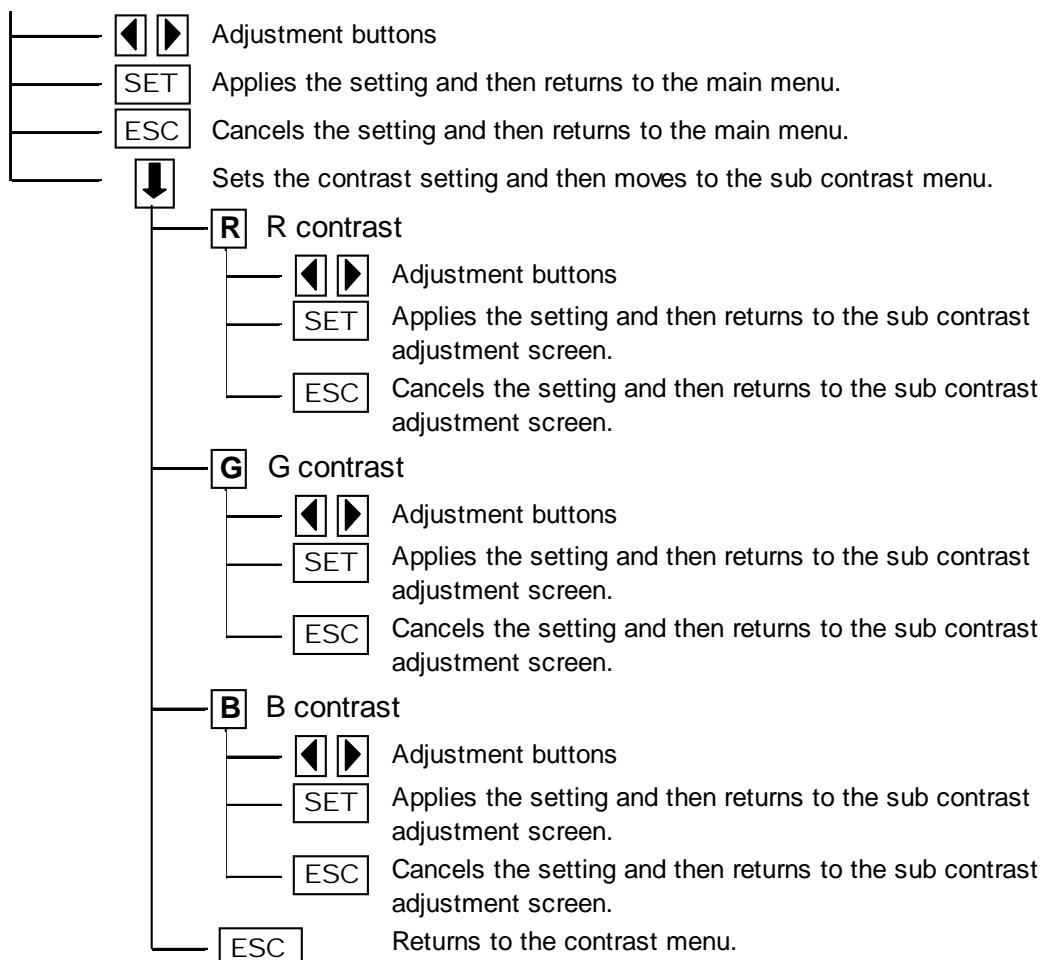 Adjustment buttons
SET Applies the setting and then returns to the main menu.
ESC Cancels the setting and then returns to the main menu.
Sets the contrast setting and then moves to the sub contrast menu.
R R contrast
Adjustment buttons
SET Applies the setting and then returns to the sub contrast
adjustment screen.
ESC Cancels the setting and then returns to the sub contrast
adjustment screen.
G G contrast
Adjustment buttons
SET Applies the setting and then returns to the sub contrast
adjustment screen.
ESC Cancels the setting and then returns to the sub contrast
adjustment screen.
B B contrast
Adjustment buttons
SET Applies the setting and then returns to the sub contrast
adjustment screen.
ESC Cancels the setting and then returns to the sub contrast
adjustment screen.
ESC Returns to the contrast menu.